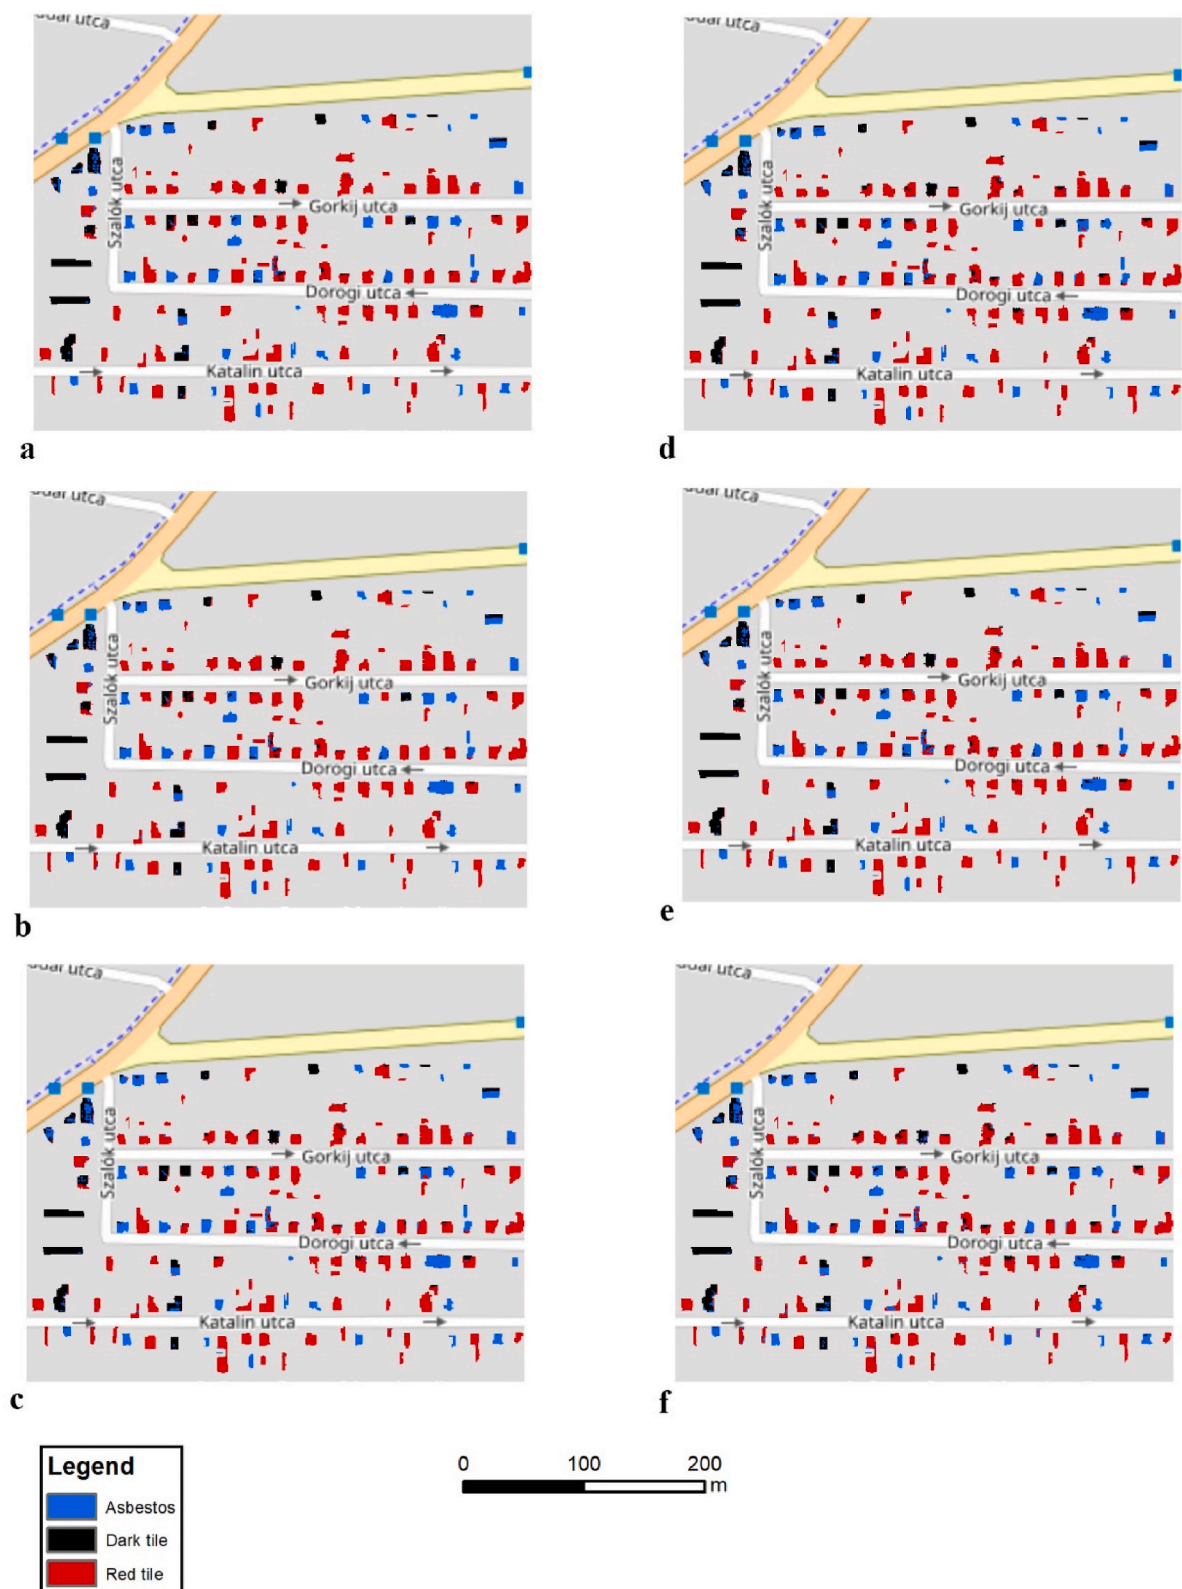 Szalók utca
Gorkij utca
Dorogi utca
Katalin utca
a
Szalók utca
Gorkij utca
Dorogi utca
Katalin utca
d
Szalók utca
Gorkij utca
Dorogi utca
Katalin utca
b
Szalók utca
Gorkij utca
Dorogi utca
Katalin utca
e
Szalók utca
Gorkij utca
Dorogi utca
Katalin utca
c
Szalók utca
Gorkij utca
Dorogi utca
Katalin utca
f
Legend
Asbestos
Dark tile
Red tile
0 100 200
m